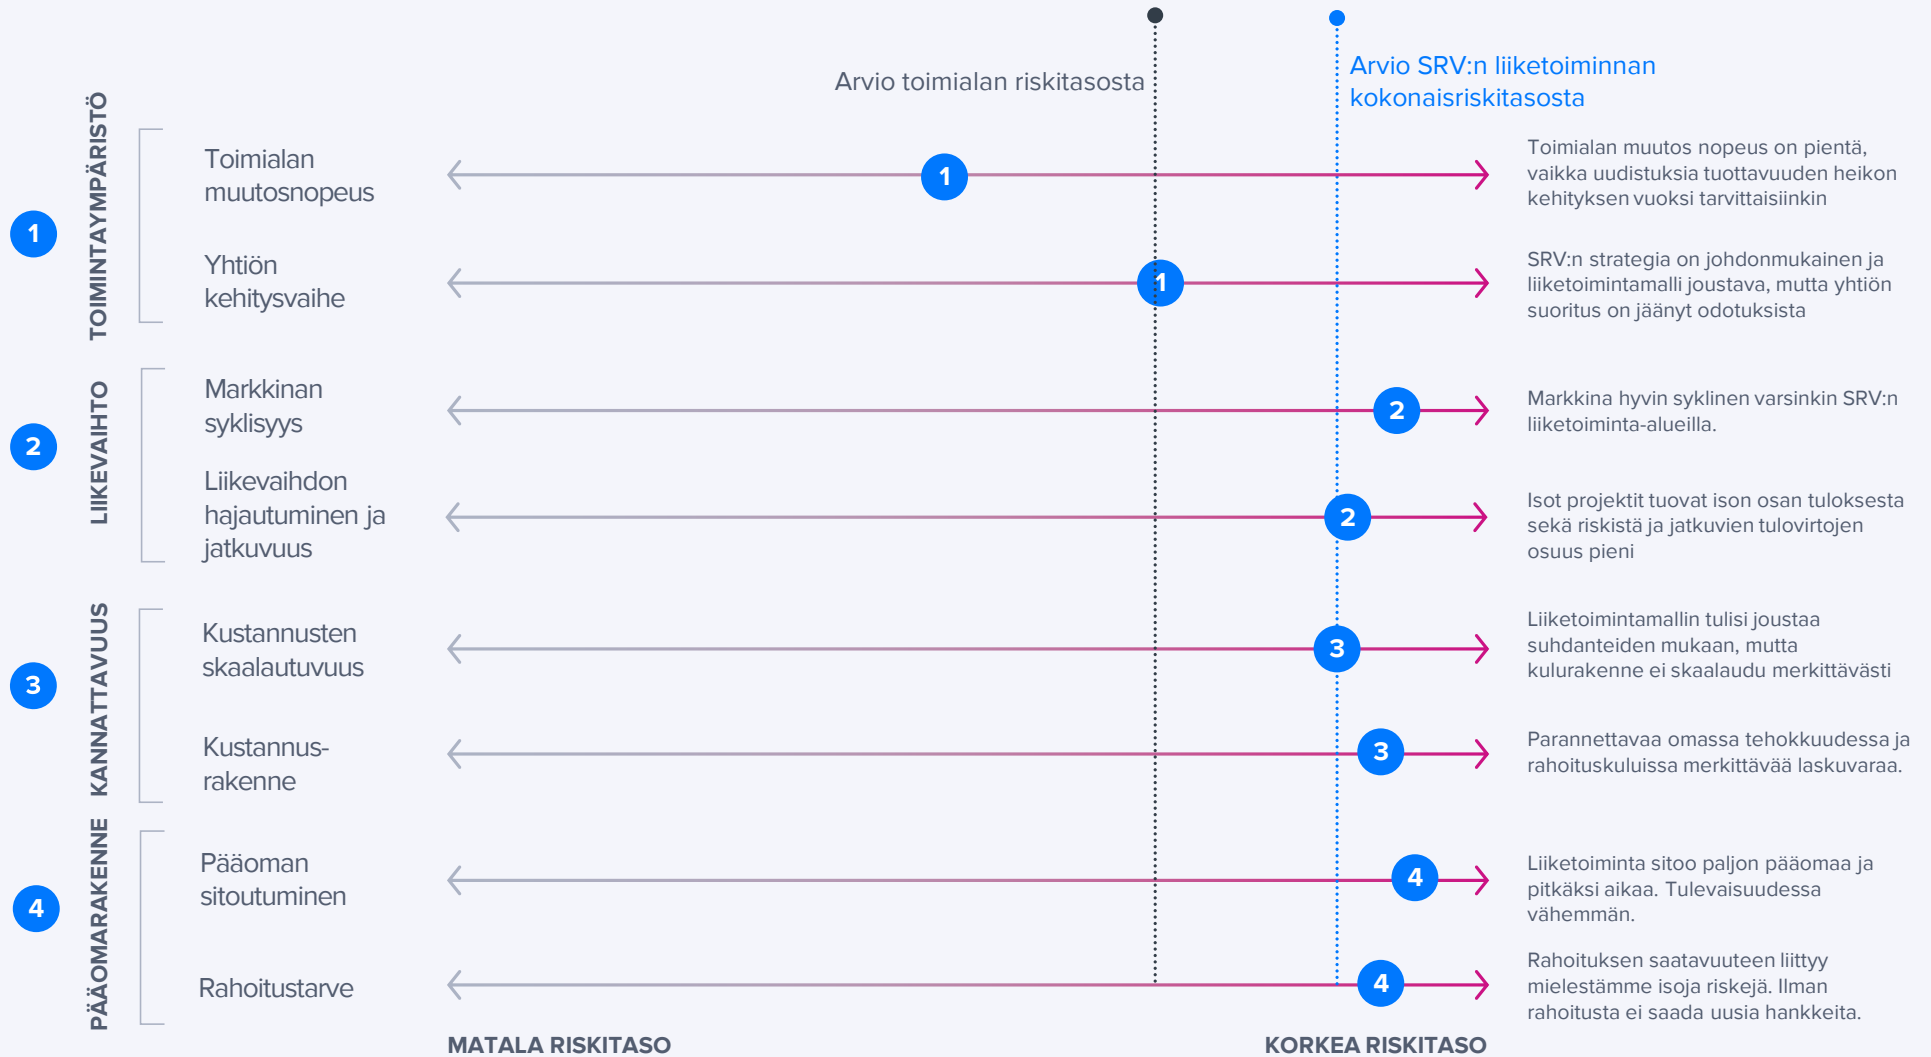 Arvio toimialan riskitasosta
Arvio SRV:n liiketoiminnan
kokonaisriskitasosta
1
TOIMINTAYMPÄRISTÖ
Toimialan
muutosnopeus
1
Toimialan muutos nopeus on pientä,
vaikka uudistuksia tuottavuuden heikon
kehityksen vuoksi tarvittaisiinkin
Yhtiön
kehitysvaihe
1
SRV:n strategia on johdonmukainen ja
liiketoimintamalli joustava, mutta yhtiön
suoritus on jäänyt odotuksista
2
LIIKEVAIHTO
Markkinan
syklisyys
2
Markkina hyvin syklinen varsinkin SRV:n
liiketoiminta-alueilla.
Liikevaihdon
hajautuminen ja
jatkuvuus
2
Isot projektit tuovat ison osan tuloksesta
sekä riskistä ja jatkuvien tulovirtojen
osuus pieni
3
KANNATTAVUUS
Kustannusten
skaalautuvuus
3
Liiketoimintamallin tulisi joustaa
suhdanteiden mukaan, mutta
kulurakenne ei skaalaudu merkittävästi
Kustannus-
rakenne
3
Parannettavaa omassa tehokkuudessa ja
rahoituskuluissa merkittävää laskuvaraa.
4
PÄÄOMARAKENNE
Pääoman
sitoutuminen
4
Liiketoiminta sitoo paljon pääomaa ja
pitkäksi aikaa. Tulevaisuudessa
vähemmän.
Rahoitustarve
4
Rahoituksen saatavuuteen liittyy
mielestämme isoja riskejä. Ilman
rahoitusta ei saada uusia hankkeita.
MATALA RISKITASO
KORKEA RISKITASO